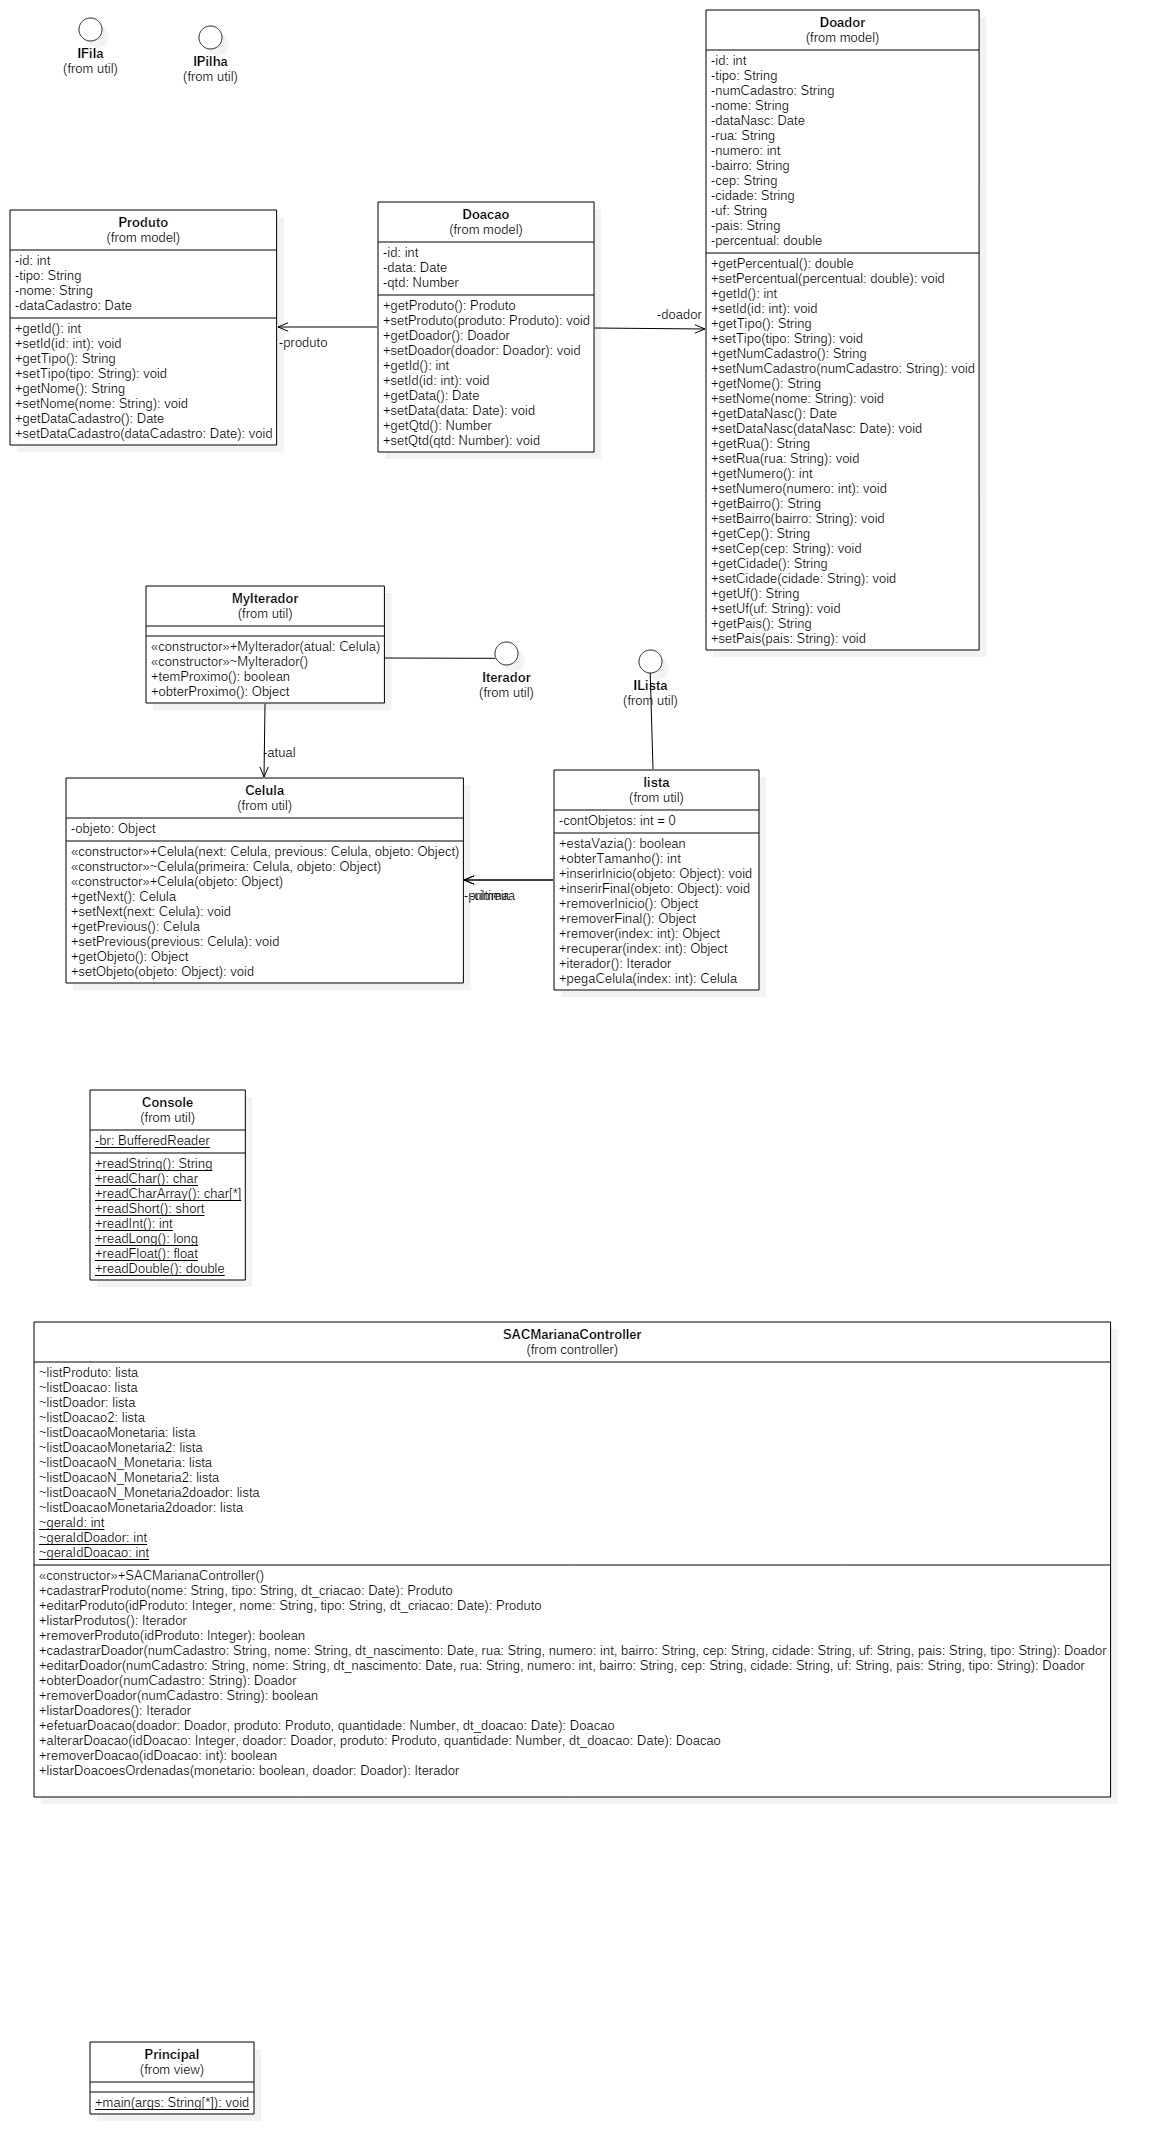 IFila
(from util)
IPilha
(from util)
Doador
(from model)
-id: int
-tipo: String
-numCadastro: String
-nome: String
-dataNasc: Date
-rua: String
-numero: int
-bairro: String
-cep: String
-cidade: String
-uf: String
-pais: String
-percentual: double
+getPercentual(): double
+setPercentual(percentual: double): void
+getId(): int
+setId(id: int): void
+getTipo(): String
+setTipo(tipo: String): void
+getNumCadastro(): String
+setNumCadastro(numCadastro: String): void
+getNome(): String
+setNome(nome: String): void
+getDataNasc(): Date
+setDataNasc(dataNasc: Date): void
+getRua(): String
+setRua(rua: String): void
+getNumero(): int
+setNumero(numero: int): void
+getBairro(): String
+setBairro(bairro: String): void
+getCep(): String
+setCep(cep: String): void
+getCidade(): String
+setCidade(cidade: String): void
+getUf(): String
+setUf(uf: String): void
+getPais(): String
+setPais(pais: String): void
Produto
(from model)
-id: int
-tipo: String
-nome: String
-dataCadastro: Date
+getId(): int
+setId(id: int): void
+getTipo(): String
+setTipo(tipo: String): void
+getNome(): String
+setNome(nome: String): void
+getDataCadastro(): Date
+setDataCadastro(dataCadastro: Date): void
-produto
Doacao
(from model)
-id: int
-data: Date
-qtd: Number
+getProduto(): Produto
+setProduto(produto: Produto): void
+getDoador(): Doador
+setDoador(doador: Doador): void
+getId(): int
+setId(id: int): void
+getData(): Date
+setData(data: Date): void
+getQtd(): Number
+setQtd(qtd: Number): void
-doador
MyIterador
(from util)
«constructor»+MyIterador(atual: Celula)
«constructor»~MyIterador()
+temProximo(): boolean
+obterProximo(): Object
Iterador
(from util)
IList­a
(from util)
-atual
Celula
(from util)
-objeto: Object
«constructor»+Celula(next: Celula, previous: Celula, objeto: Object)
«constructor»~Celula(primeira: Celula, objeto: Object)
«constructor»+Celula(objeto: Object)
+getNext(): Celula
+setNext(next: Celula): void
+getPrevious(): Celula
+setPrevious(previous: Celula): void
+getObjeto(): Object
+setObjeto(objeto: Object): void
lista
(from util)
-contObjetos: int = 0
+estaVazia(): boolean
+obterTamanho(): int
+inserirInicio(objeto: Object): void
+inserirFinal(objeto: Object): void
+removerInicio(): Object
+removerFinal(): Object
+remover(index: int): Object
+recuperar(index: int): Object
+iterador(): Iterador
+pegaCelula(index: int): Celula
Console
(from util)
-br: BufferedReader
+readString(): String
+readChar(): char
+readCharArray(): char[*]
+readShort(): short
+readInt(): int
+readLong(): long
+readFloat(): float
+readDouble(): double
SACMarianaController
(from controller)
~listProduto: lista
~listDoacao: lista
~listDoador: lista
~listDoacao2: lista
~listDoacaoMonetaria: lista
~listDoacaoMonetaria2: lista
~listDoacaoN_Monetaria: lista
~listDoacaoN_Monetaria2: lista
~listDoacaoN_Monetaria2doador: lista
~listDoacaoMonetaria2doador: lista
~geraId: int
~geraIdDoador: int
~geraIdDoacao: int
«constructor»+SACMarianaController()
+cadastrarProduto(nome: String, tipo: String, dt_criacao: Date): Produto
+editarProduto(idProduto: Integer, nome: String, tipo: String, dt_criacao: Date): Produto
+listarProdutos(): Iterador
+removerProduto(idProduto: Integer): boolean
+cadastrarDoador(numCadastro: String, nome: String, dt_nascimento: Date, rua: String, numero: int, bairro: String, cep: String, cidade: String, uf: String, pais: String, tipo: String): Doador
+editarDoador(numCadastro: String, nome: String, dt_nascimento: Date, rua: String, numero: int, bairro: String, cep: String, cidade: String, uf: String, pais: String, tipo: String): Doador
+obterDoador(numCadastro: String): Doador
+removerDoador(numCadastro: String): boolean
+listarDoadores(): Iterador
+efetuarDoacao(doador: Doador, produto: Produto, quantidade: Number, dt_doacao: Date): Doacao
+alterarDoacao(idDoacao: Integer, doador: Doador, produto: Produto, quantidade: Number, dt_doacao: Date): Doacao
+removerDoacao(idDoacao: int): boolean
+listarDoacoesOrdenadas(monetario: boolean, doador: Doador): Iterador
Principal
(from view)
+main(args: String[*]): void